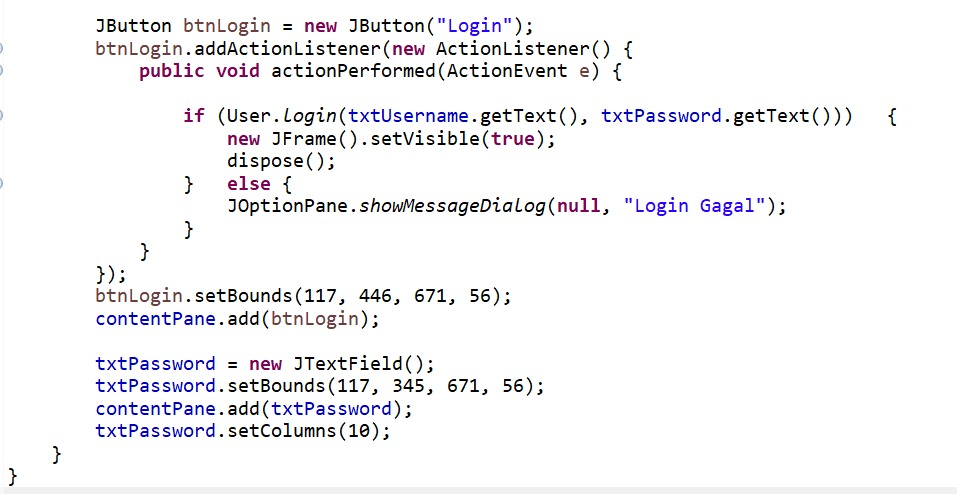 JButton btnLogin = new JButton("Login");
btnLogin.addActionListener(new ActionListener() {
public void actionPerformed(ActionEvent e) {
if (User.login(txtUsername.getText(), txtPassword.getText())) {
new JFrame().setVisible(true);
dispose();
} else {
JOptionPane.showMessageDialog(null, "Login Gagal");
}
}
});
btnLogin.setBounds(117, 446, 671, 56);
contentPane.add(btnLogin);
txtPassword = new JTextField();
txtPassword.setBounds(117, 345, 671, 56);
contentPane.add(txtPassword);
txtPassword.setColumns(10);
}
}